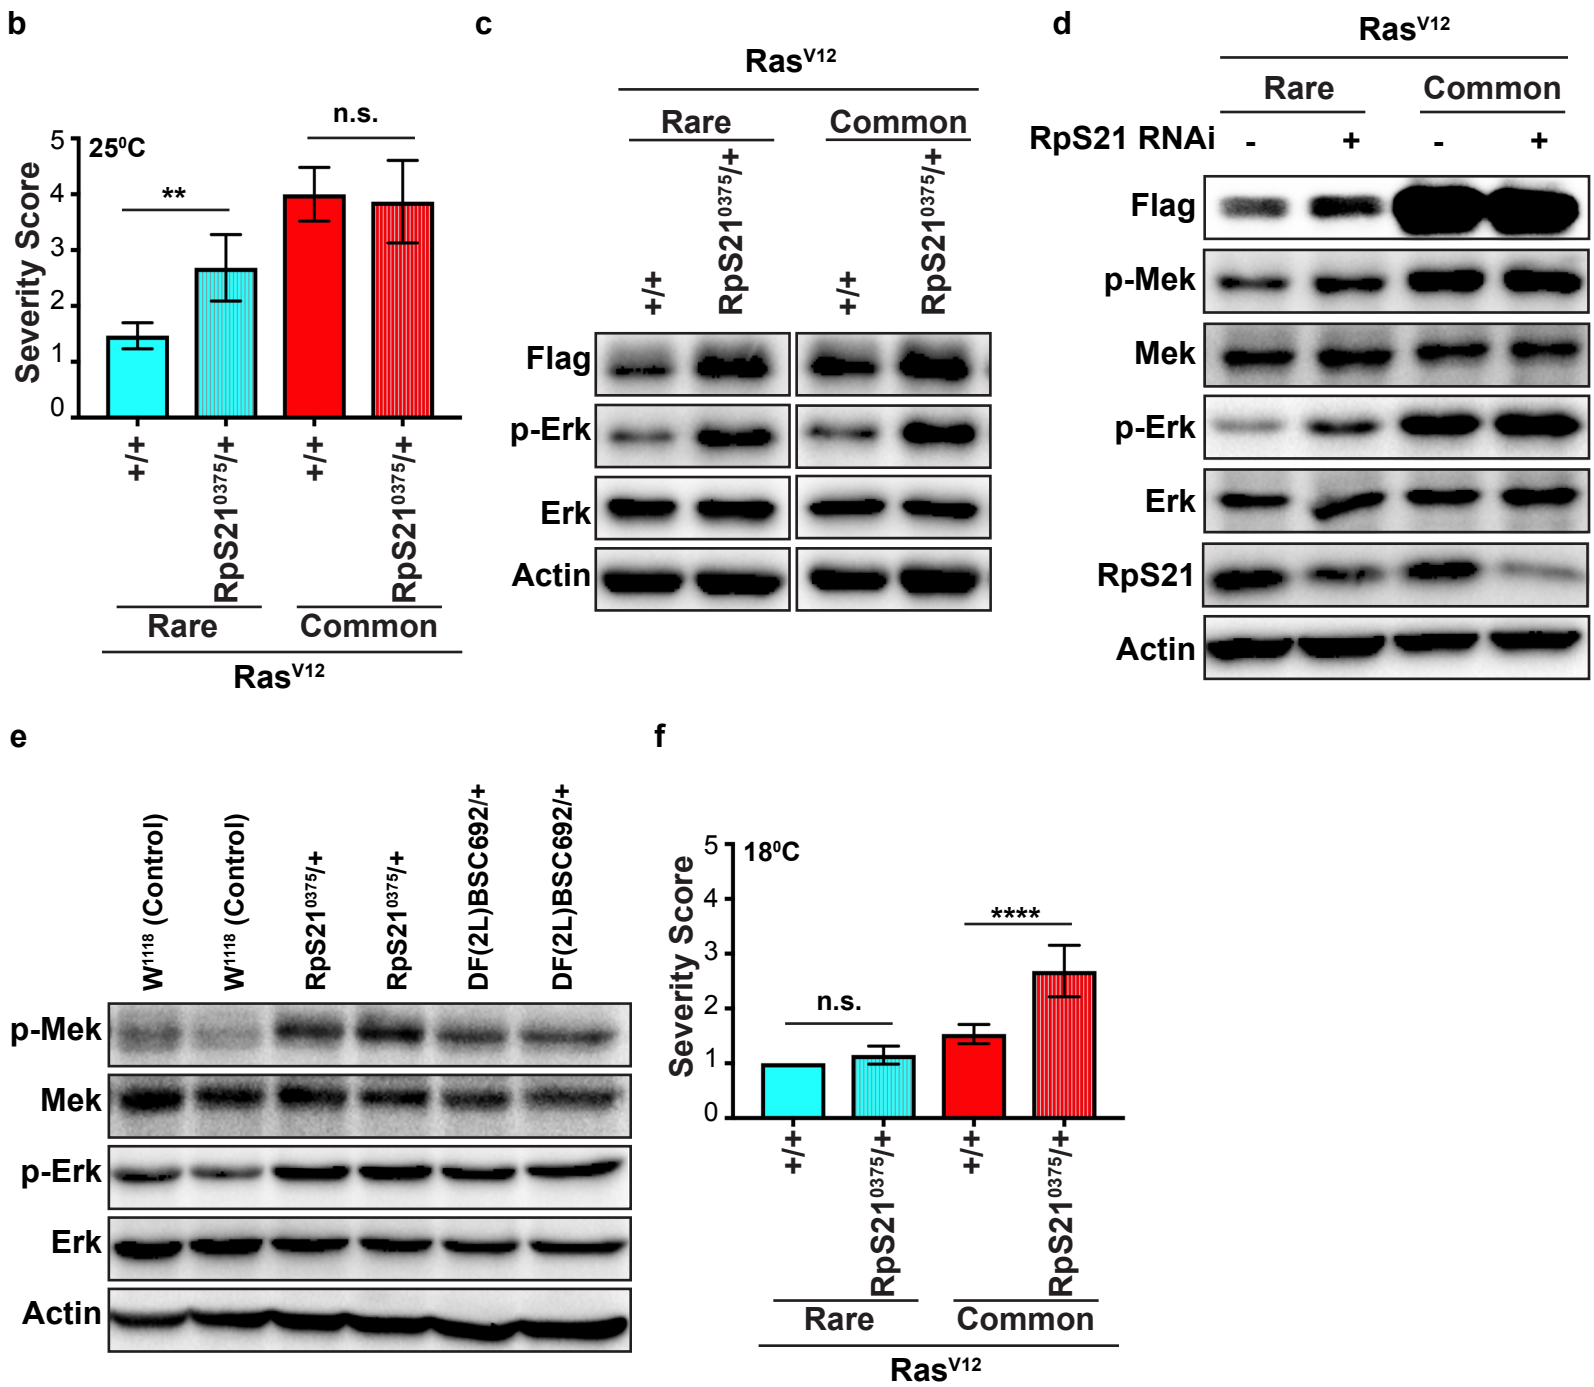 b
25⁰C
Severity Score
5
4
3
2
1
0
**
n.s.
+/+
RpS21⁰³⁷⁵/+
+/+
RpS21⁰³⁷⁵/+
Rare
Common
Rasⱽ¹²
c
Rasⱽ¹²
Rare
Common
+/+
RpS21⁰³⁷⁵/+
+/+
RpS21⁰³⁷⁵/+
Flag
p-Erk
Erk
Actin
d
Rasⱽ¹²
Rare
Common
RpS21 RNAi - + - +
Flag
p-Mek
Mek
p-Erk
Erk
RpS21
Actin
e
W¹¹¹⁸ (Control)
W¹¹¹⁸ (Control)
RpS21⁰³⁷⁵/+
RpS21⁰³⁷⁵/+
DF(2L)BSC692/+
DF(2L)BSC692/+
p-Mek
Mek
p-Erk
Erk
Actin
f
18⁰C
Severity Score
5
4
3
2
1
0
n.s.
****
+/+
RpS21⁰³⁷⁵/+
+/+
RpS21⁰³⁷⁵/+
Rare
Common
Rasⱽ¹²